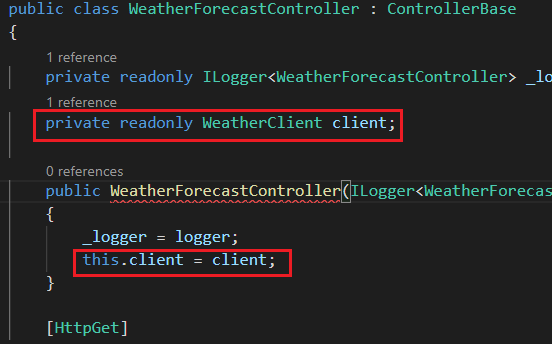 public class WeatherForecastController : ControllerBase
{
1 reference
private readonly ILogger<WeatherForecastController> _lo
1 reference
private readonly WeatherClient client;
0 references
public WeatherForecastController(ILogger<WeatherForecas
{
_logger = logger;
this.client = client;
}
[HttpGet]